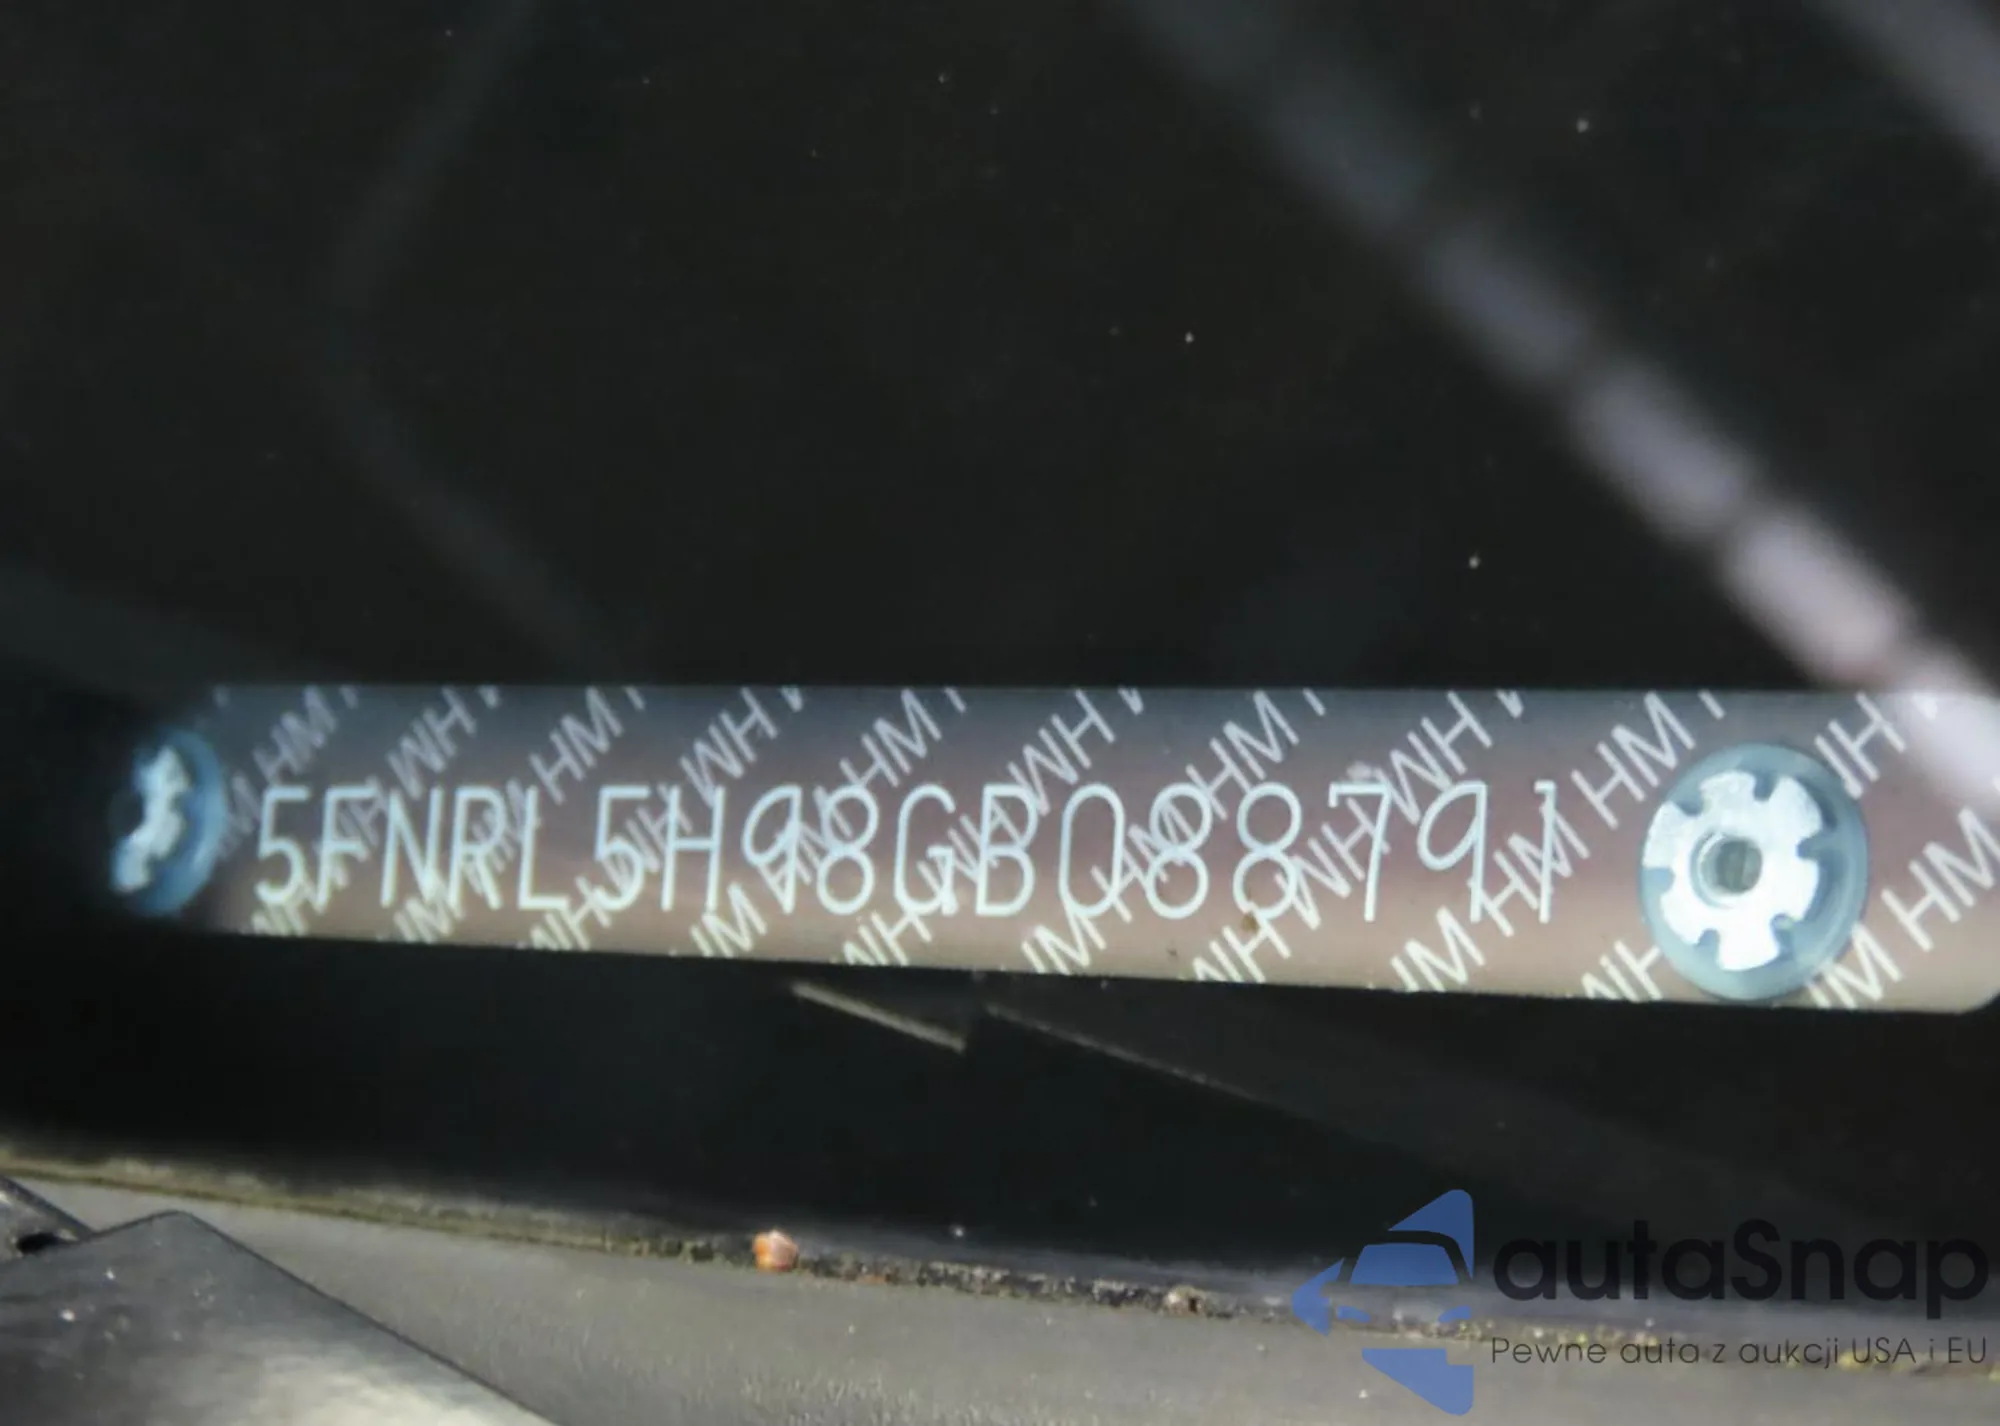 5FNRL5H98GB088791
autaSnap
Pewne auta z aukcji USA i EU